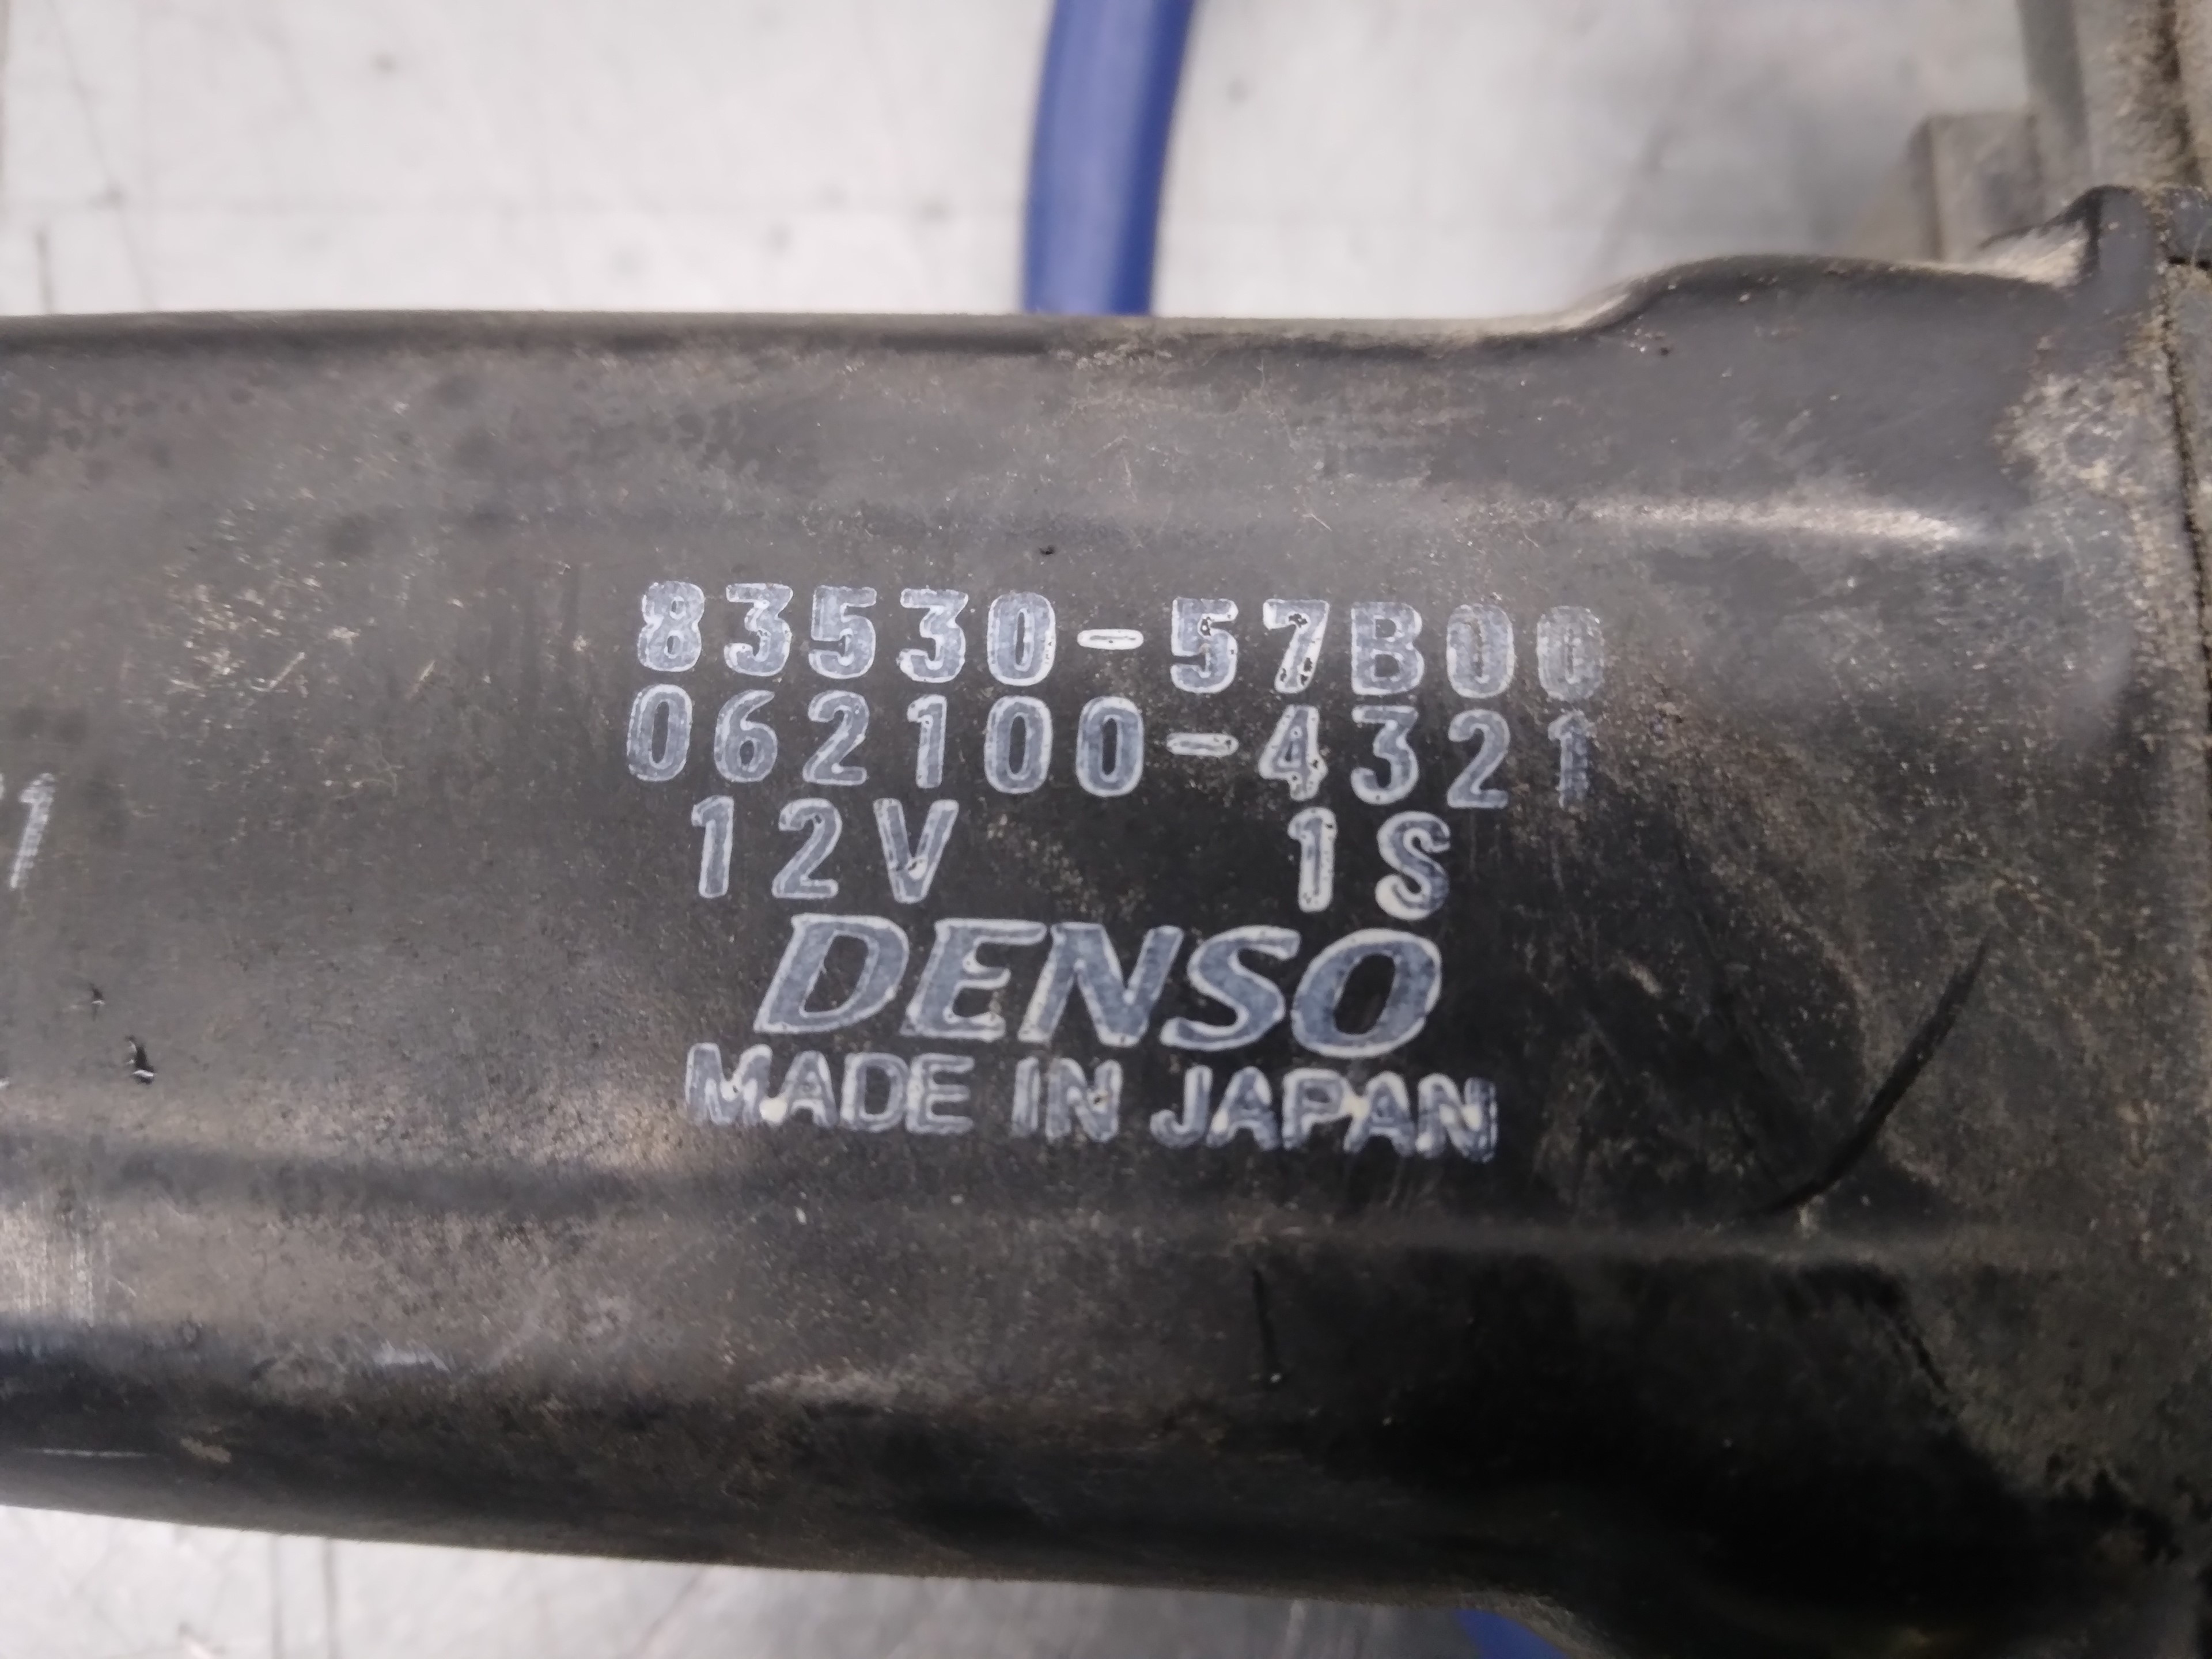 83530-57B00
062100-4321
12V 1S
DENSO
MADE IN JAPAN